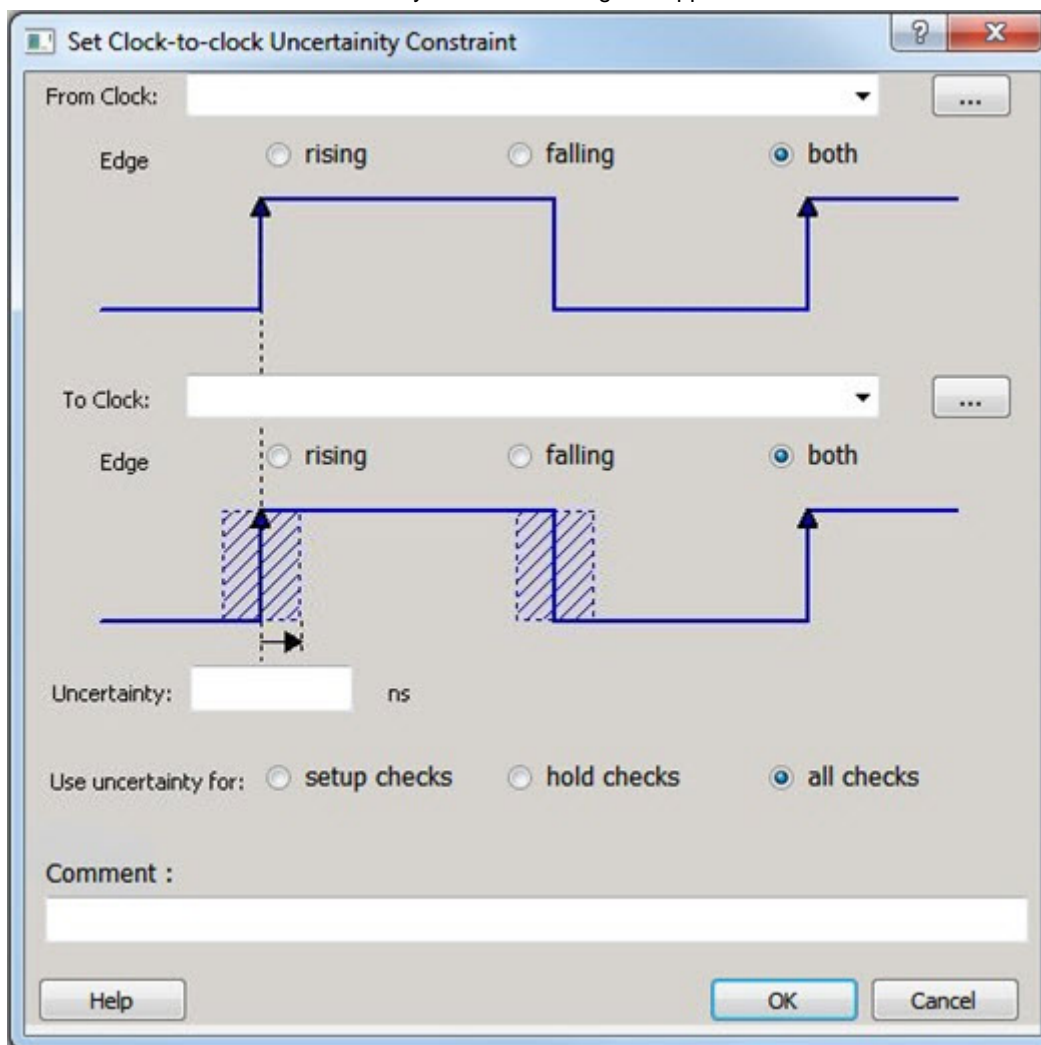 Set Clock-to-clock Uncertainity Constraint
From Clock:
...
Edge rising falling both
To Clock:
...
Edge rising falling both
Uncertainty: ns
Use uncertainty for: setup checks hold checks all checks
Comment :
Help OK Cancel